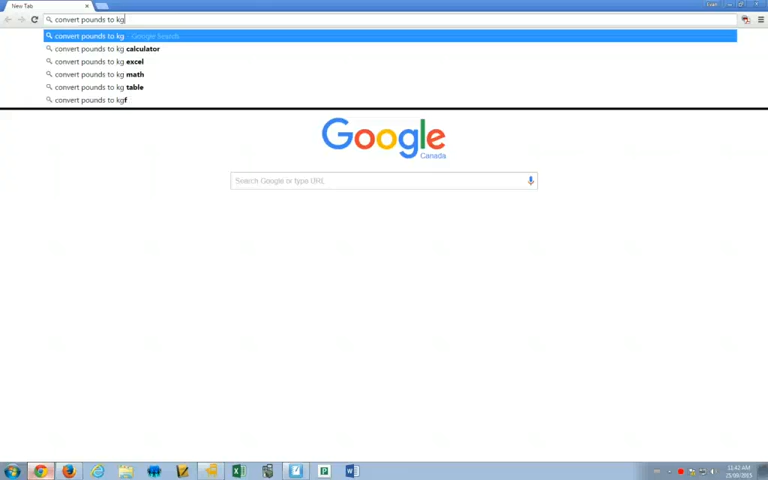 New Tab
convert pounds to kg
convert pounds to kg - Google Search
convert pounds to kg calculator
convert pounds to kg excel
convert pounds to kg math
convert pounds to kg table
convert pounds to kgf
Google
Canada
Search Google or type URL
11:42 AM